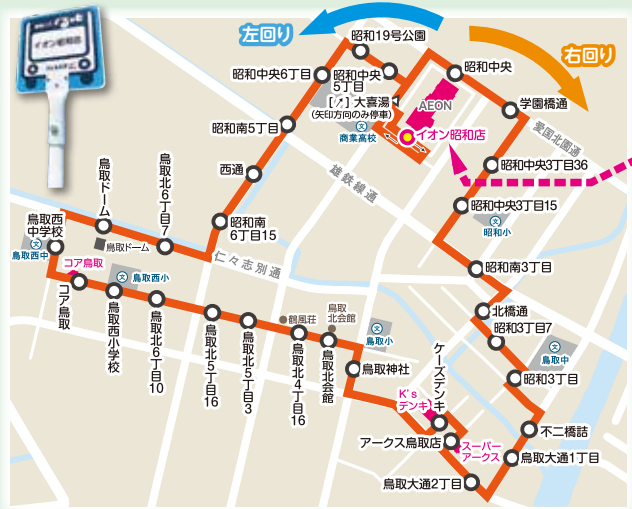 イオン昭和店
左回り
右回り
昭和19号公園
昭和中央6丁目
昭和中央
5丁目
[↗]大喜湯
(矢印方向のみ停車)
昭和中央
AEON
学園橋通
愛国北園通
昭和南5丁目
商業高校
イオン昭和店
西通
雄鉄線通
昭和中央3丁目36
昭和中央3丁目15
昭和小
鳥取ドーム
鳥取北6丁目7
昭和南
6丁目15
鳥取西
中学校
鳥取西中
鳥取ドーム
仁々志別通
昭和南3丁目
コア鳥取
鳥取西小
コア鳥取
鳥取西小学校
鳥取北6丁目10
鳥取北5丁目16
鳥取北5丁目3
鶴風荘
鳥取
北会館
鳥取北4丁目16
鳥取北会館
鳥取小
鳥取神社
北橋通
昭和3丁目7
鳥取中
昭和3丁目
ケーズデンキ
K's
デンキ
アークス鳥取店
スーパー
アークス
不二橋詰
鳥取大通1丁目
鳥取大通2丁目